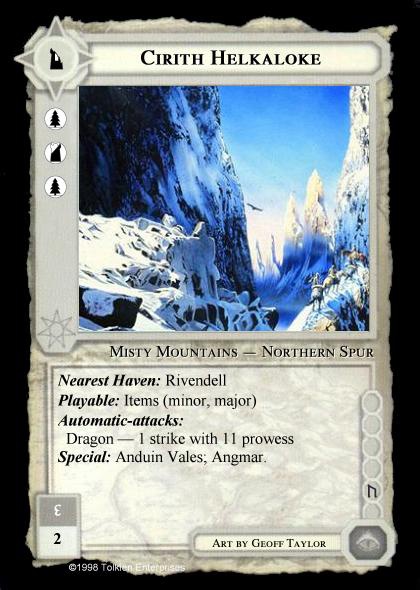 Cirith Helkaloke
Misty Mountains — Northern Spur
Nearest Haven: Rivendell
Playable: Items (minor, major)
Automatic-attacks:
Dragon — 1 strike with 11 prowess
Special: Anduin Vales; Angmar.
2
Art by Geoff Taylor
©1998 Tolkien Enterprises